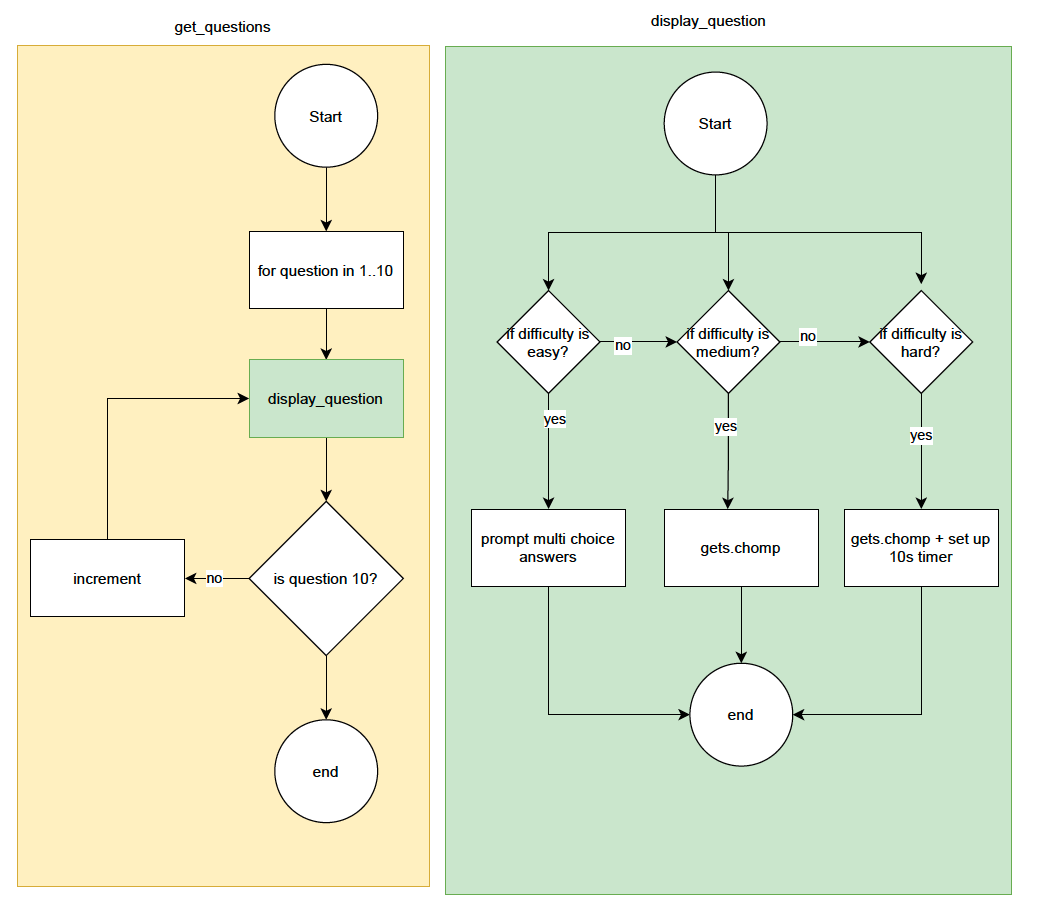 get_questions
Start
for question in 1..10
display_question
is question 10?
no
increment
end
display_question
Start
if difficulty is
easy?
no
if difficulty is
medium?
no
if difficulty is
hard?
yes
yes
yes
prompt multi choice
answers
gets.chomp
gets.chomp + set up
10s timer
end